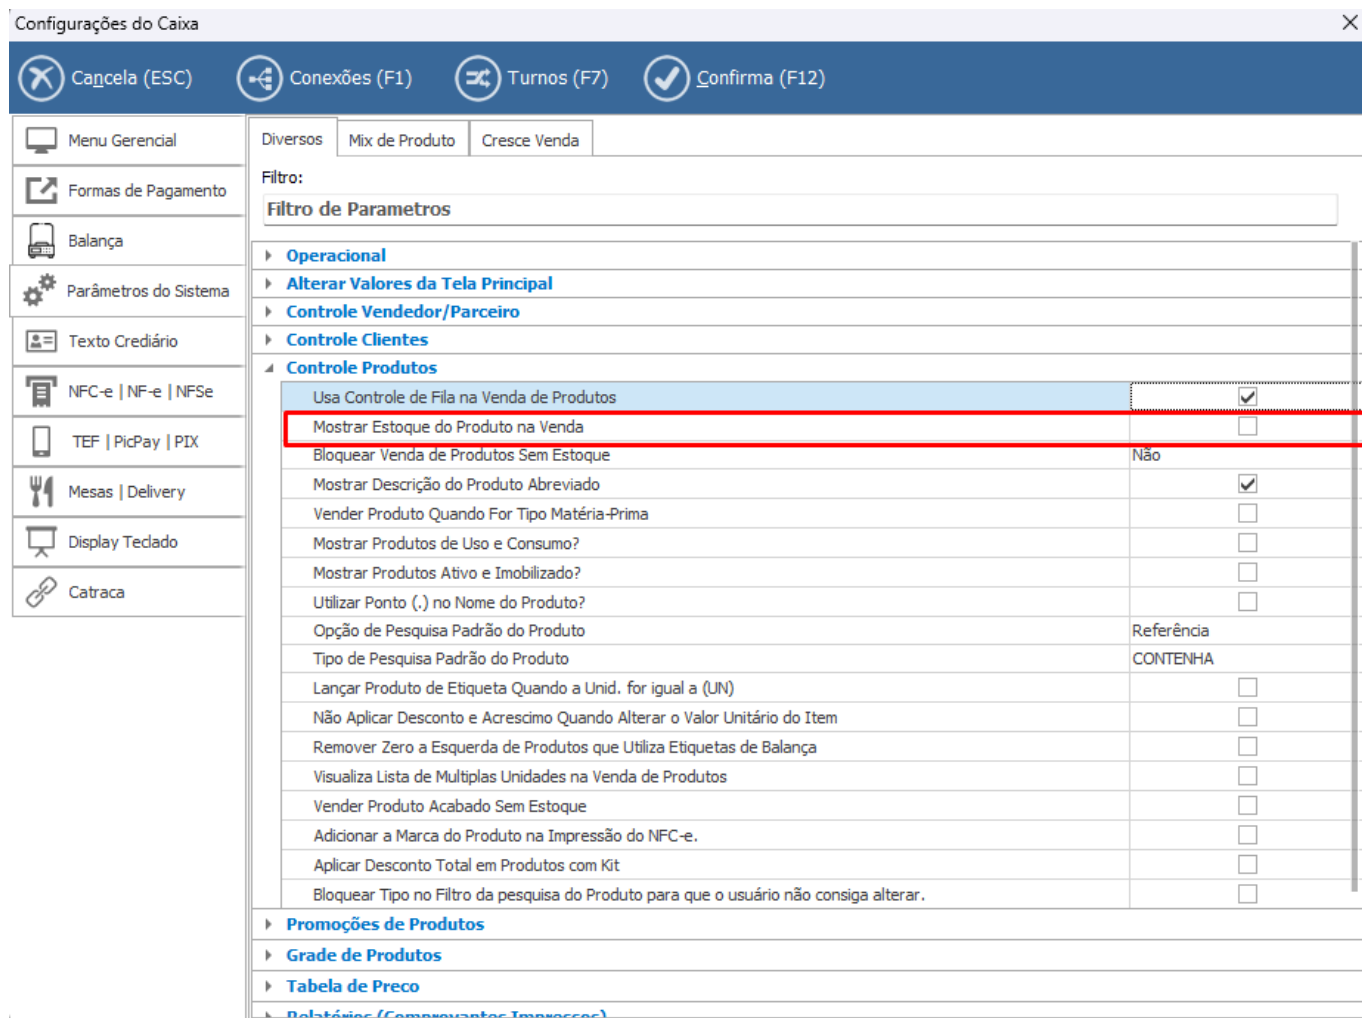 Configurações do Caixa
Cancela (ESC)
Conexões (F1)
Turnos (F7)
Confirma (F12)
Menu Gerencial
Formas de Pagamento
Balança
Parâmetros do Sistema
Texto Crediário
NFC-e | NF-e | NFSe
TEF | PicPay | PIX
Mesas | Delivery
Display Teclado
Catraca
Diversos
Mix de Produto
Cresce Venda
Filtro:
Filtro de Parametros
Operacional
Alterar Valores da Tela Principal
Controle Vendedor/Parceiro
Controle Clientes
Controle Produtos
Usa Controle de Fila na Venda de Produtos
Mostrar Estoque do Produto na Venda
Bloquear Venda de Produtos Sem Estoque Não
Mostrar Descrição do Produto Abreviado
Vender Produto Quando For Tipo Matéria-Prima
Mostrar Produtos de Uso e Consumo?
Mostrar Produtos Ativo e Imobilizado?
Utilizar Ponto (.) no Nome do Produto?
Opção de Pesquisa Padrão do Produto Referência
Tipo de Pesquisa Padrão do Produto CONTENHA
Lançar Produto de Etiqueta Quando a Unid. for igual a (UN)
Não Aplicar Desconto e Acrescimo Quando Alterar o Valor Unitário do Item
Remover Zero a Esquerda de Produtos que Utiliza Etiquetas de Balança
Visualiza Lista de Multiplas Unidades na Venda de Produtos
Vender Produto Acabado Sem Estoque
Adicionar a Marca do Produto na Impressão do NFC-e.
Aplicar Desconto Total em Produtos com Kit
Bloquear Tipo no Filtro da pesquisa do Produto para que o usuário não consiga alterar.
Promoções de Produtos
Grade de Produtos
Tabela de Preco
Relatórios (Comprovantes Impressos)